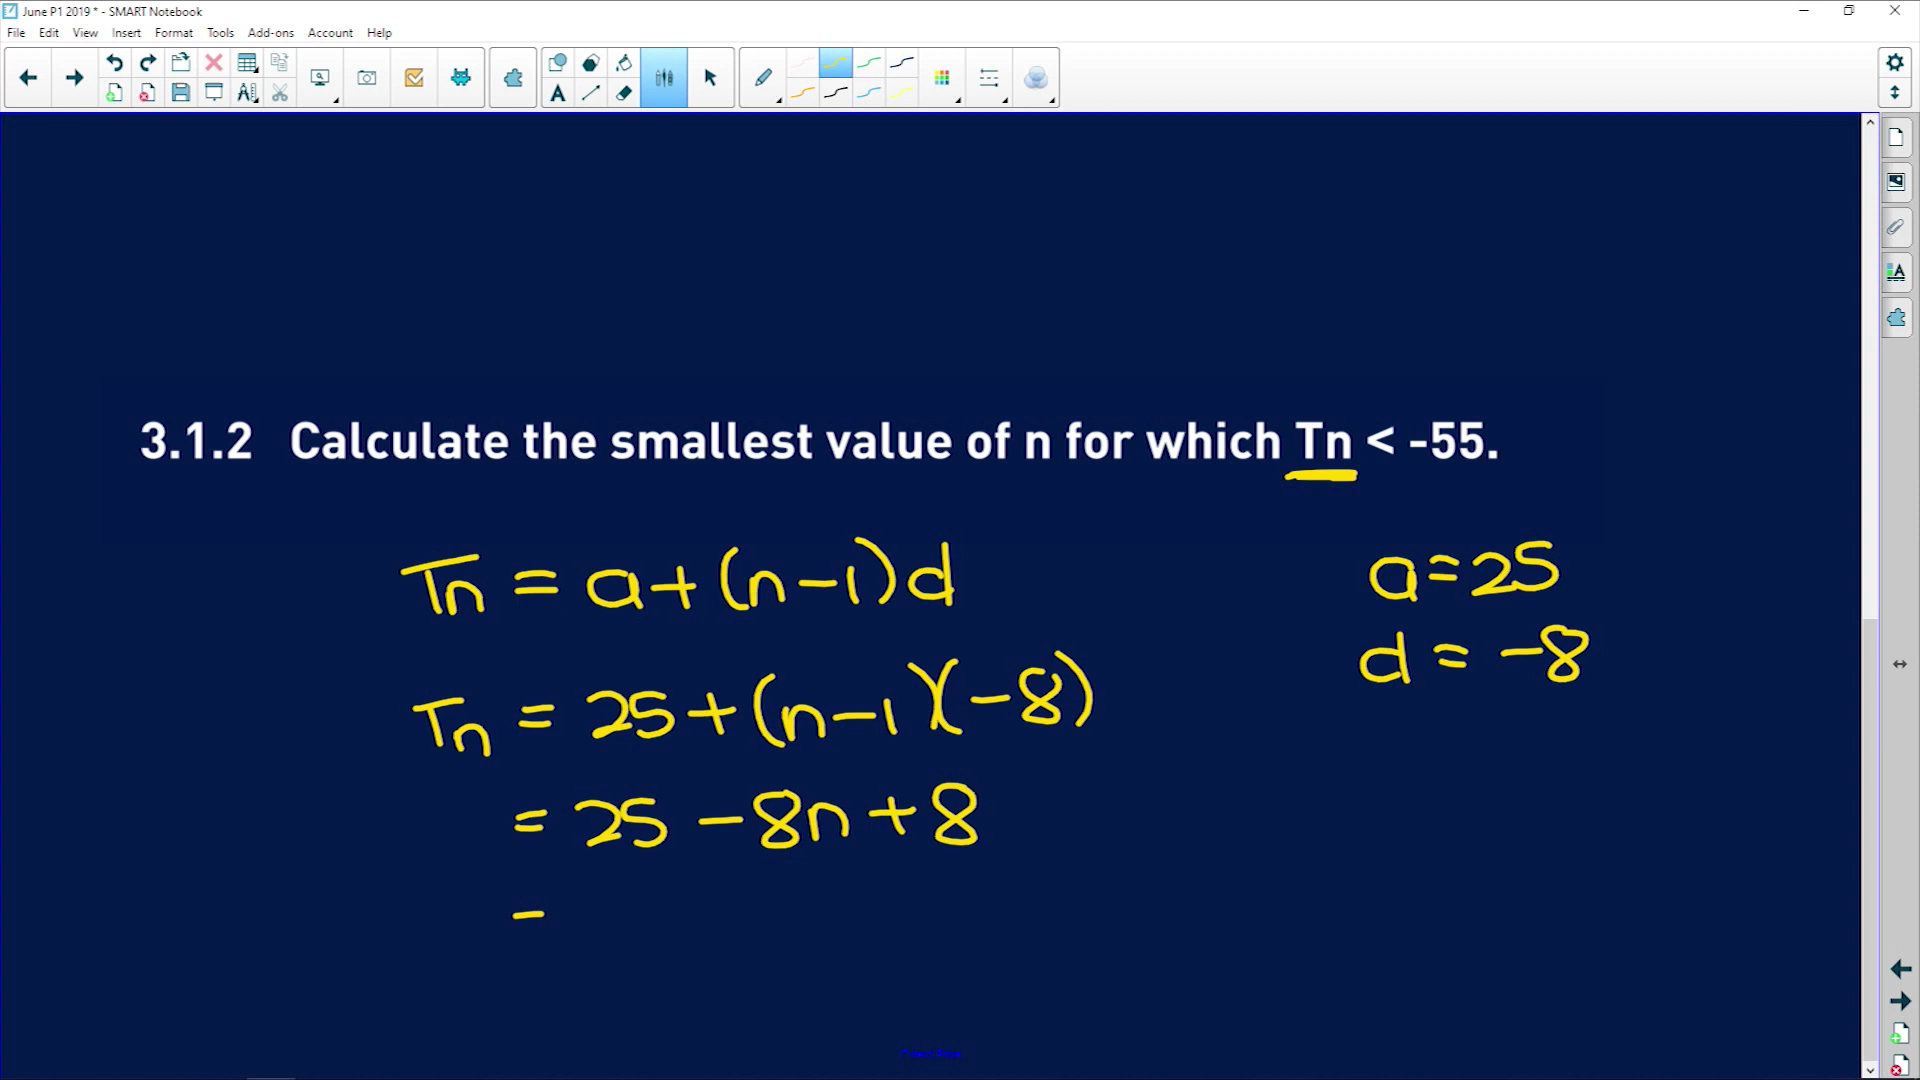 June P1 2019 * - SMART Notebook
File Edit View Insert Format Tools Add-ons Account Help
3.1.2 Calculate the smallest value of n for which Tn < -55.
Tn = a+(n-1)d
a=25
d = -8
Tn = 25+(n-1)(-8)
= 25 -8n+8